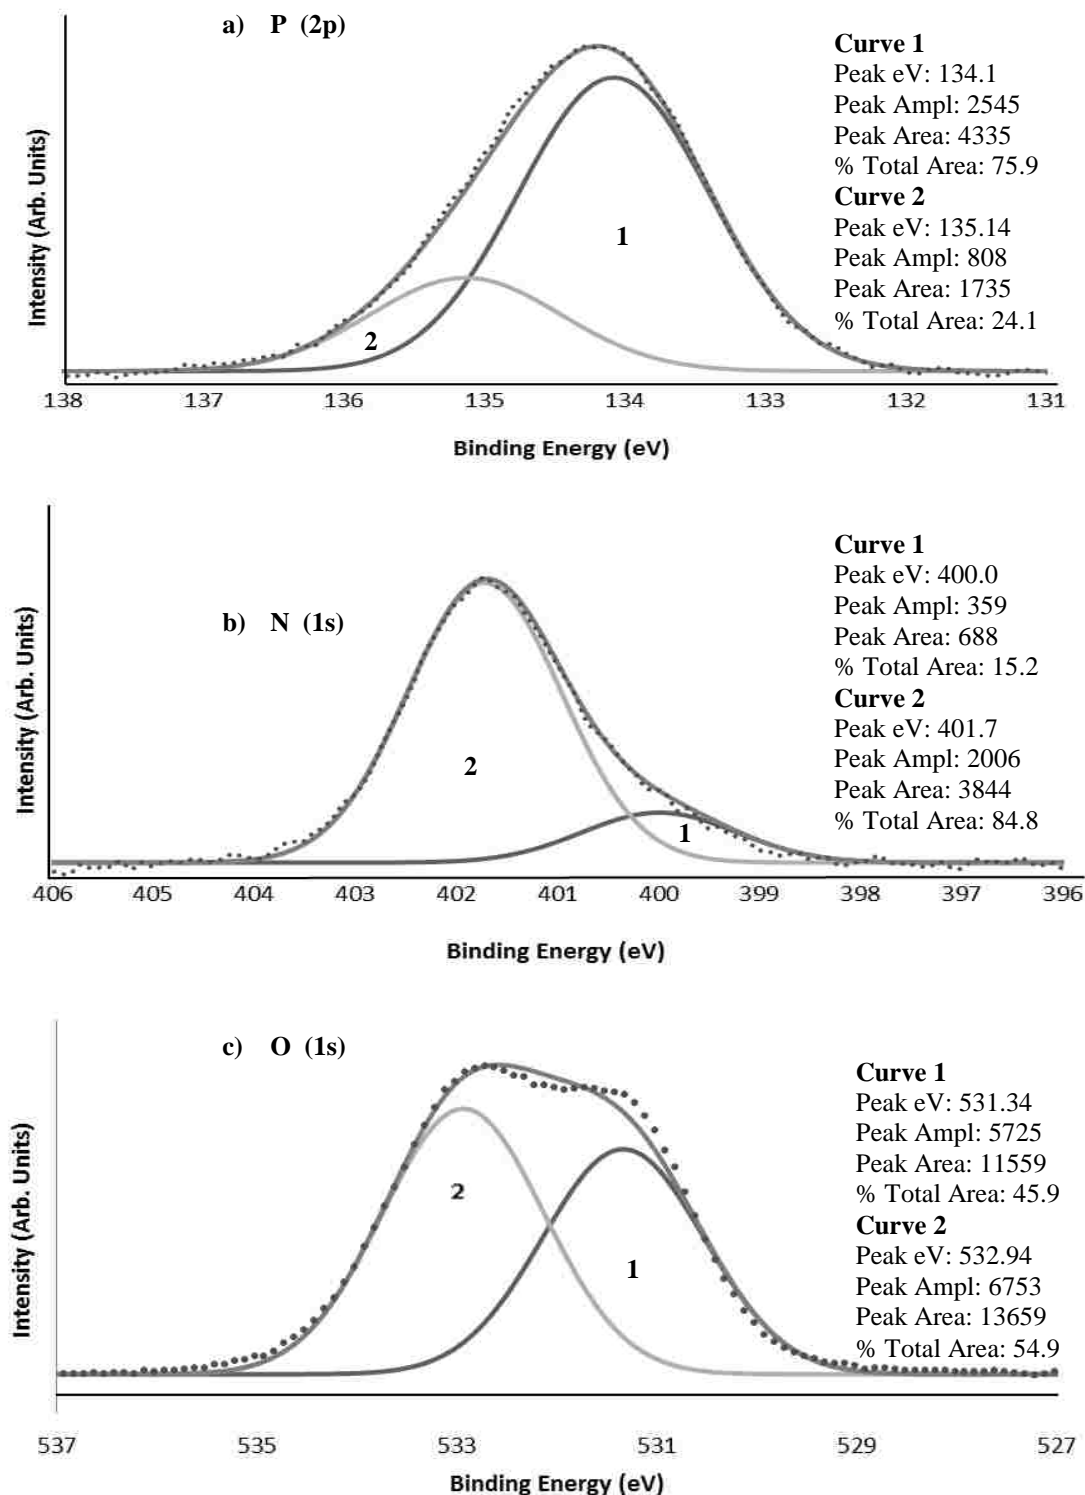 a) P (2p)
Curve 1
Peak eV: 134.1
Peak Ampl: 2545
Peak Area: 4335
% Total Area: 75.9
Curve 2
Peak eV: 135.14
Peak Ampl: 808
Peak Area: 1735
% Total Area: 24.1
Intensity (Arb. Units)
1
2
138 137 136 135 134 133 132 131
Binding Energy (eV)
b) N (1s)
Curve 1
Peak eV: 400.0
Peak Ampl: 359
Peak Area: 688
% Total Area: 15.2
Curve 2
Peak eV: 401.7
Peak Ampl: 2006
Peak Area: 3844
% Total Area: 84.8
Intensity (Arb. Units)
2
1
406 405 404 403 402 401 400 399 398 397 396
Binding Energy (eV)
c) O (1s)
Curve 1
Peak eV: 531.34
Peak Ampl: 5725
Peak Area: 11559
% Total Area: 45.9
Curve 2
Peak eV: 532.94
Peak Ampl: 6753
Peak Area: 13659
% Total Area: 54.9
Intensity (Arb. Units)
2
1
537 535 533 531 529 527
Binding Energy (eV)